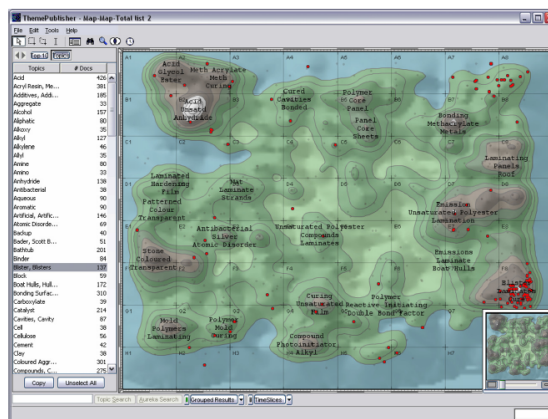 ThemePublisher - Map-Map-Total list 2
File Edit Tools Help
Top 10 Topics
Topics # Docs
Acid 426
Acryl Resin, Me... 381
Additives, Addi... 185
Aggregate 33
Alcohol 157
Aliphatic 80
Alkoxy 35
Alkyl 127
Alkylene 46
Allyl 35
Amine 80
Amino 33
Anhydride 138
Antibacterial 38
Aqueous 90
Aromatic 90
Artificial, Artific... 146
Atomic Disorde... 69
Backup 40
Bader, Scott B... 51
Bathtub 201
Binder 84
Blister, Blisters 137
Block 59
Boat Hulls, Hull... 172
Bonding Surfac... 310
Carboxylate 39
Catalyst 214
Cavities, Cavity 87
Cell 38
Cellulose 56
Cement 42
Clay 38
Coloured Aggr... 301
Compounds, C... 275
Copy Unselect All
Topic Search Aureka Search Grouped Results TimeSlices
Acid
Glycol
Ester
Meth Acrylate
Meth
Curing
Acid
Unsatd
Anhydride
Cured
Cavities
Bonded
Polymer
Core
Panel
Panel
Core
Sheets
Bonding
Methacrylate
Metals
Laminating
Panels
Roof
Laminated
Hardening
Film
Mat
Laminate
Strands
Patterned
Colour
Transparent
Antibacterial
Silver
Atomic Disorder
Unsaturated Polyester
Compounds
Laminates
Emission
Unsaturated Polyester
Lamination
Stone
Coloured
Transparent
Emissions
Laminate
Boat Hulls
Blister
Cure
Curing
Unsaturated
Film
Polymer
Reactive Initiating
Double Bond Factor
Mold
Polymers
Laminating
Polymer
Mold
Curing
Compound
Photoinitiator
Alkyl